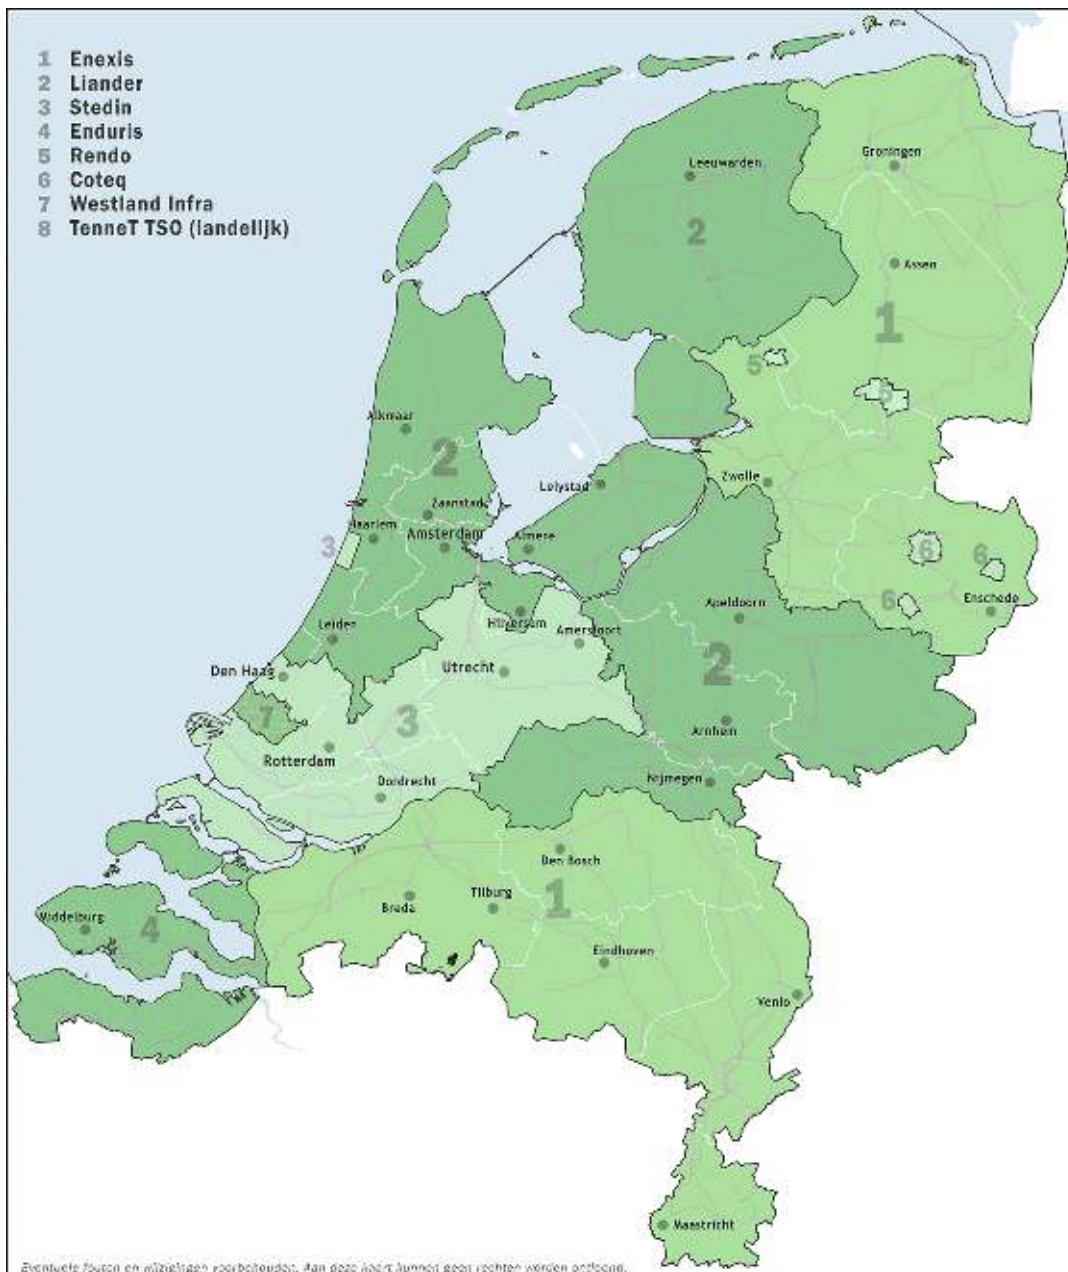 1 Enexis
2 Liander
3 Stedin
4 Enduris
5 Rendo
6 Coteq
7 Westland Infra
8 TenneT TSO (landelijk)
Groningen
Leeuwarden
2
Assen
1
5
5
Alkmaar
2
Zwolle
Lelystad
Zaanstad
Haarlem
Amsterdam
Almere
3
6
6
6
Enschede
Apeldoorn
Hilversum
Amersfoort
Leiden
Utrecht
2
Den Haag
7
3
Arnhem
Rotterdam
Dordrecht
Nijmegen
Den Bosch
1
Tilburg
Breda
Middelburg
4
Eindhoven
Venlo
Maastricht
Eventuele fouten en wijzigingen voorbehouden. Aan deze kaart kunnen geen rechten worden ontleend.